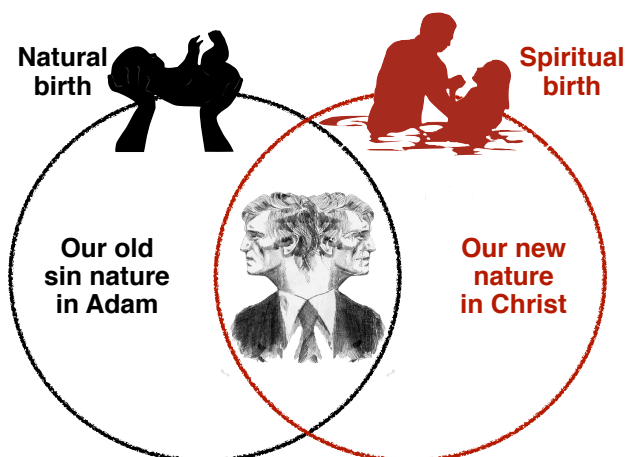 Natural
birth
Spiritual
birth
Our old
sin nature
in Adam
Our new
nature
in Christ